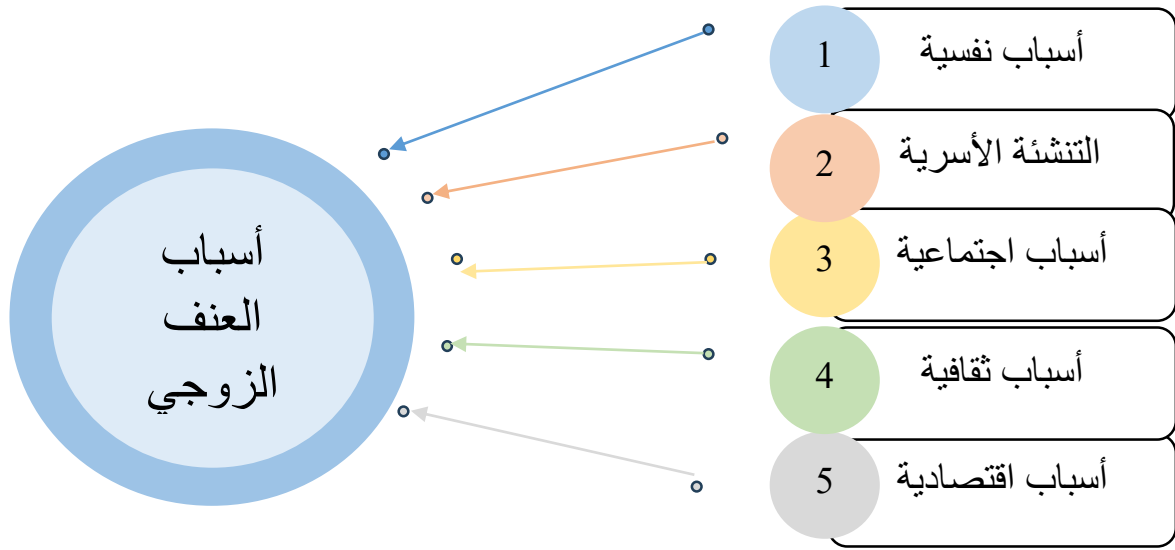 1
أسباب نفسية
2
التنشئة الأسرية
3
أسباب اجتماعية
4
أسباب ثقافية
5
أسباب اقتصادية
أسباب
العنف
الزوجي